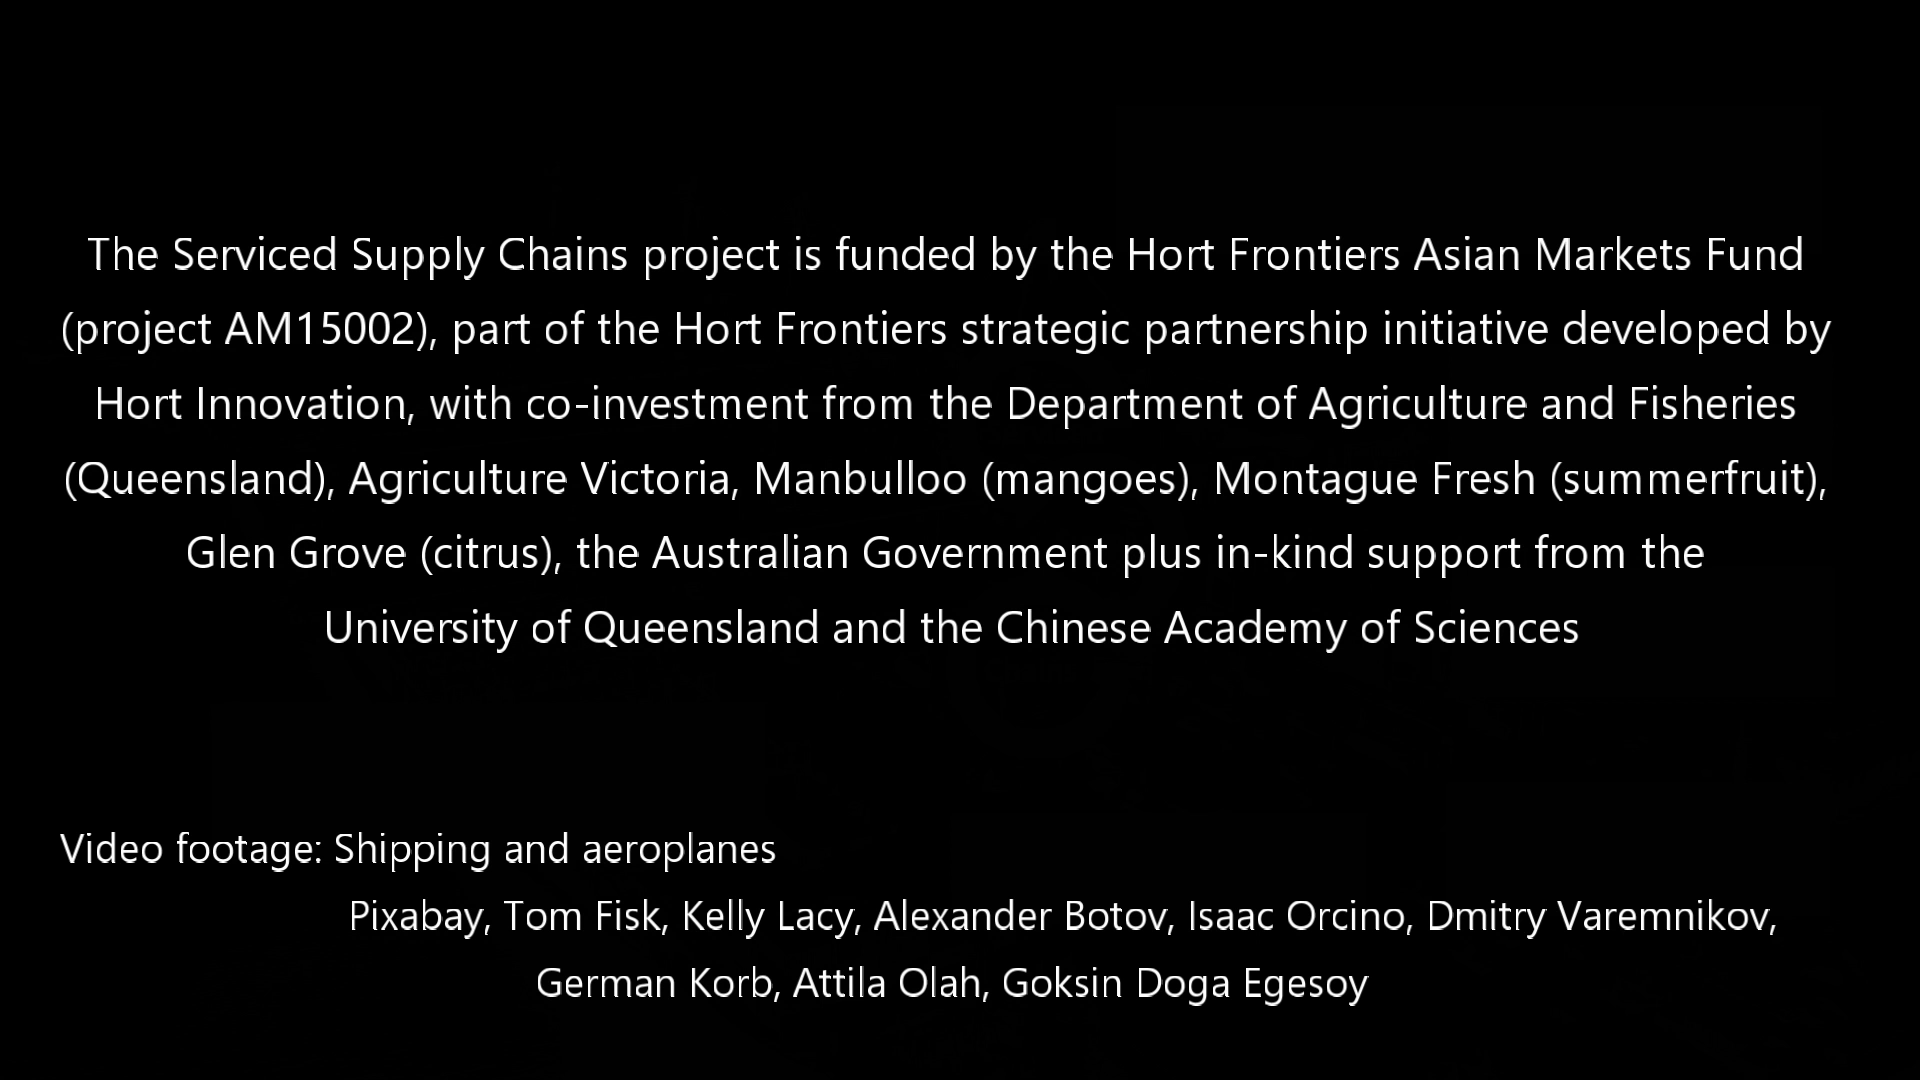 The Serviced Supply Chains project is funded by the Hort Frontiers Asian Markets Fund
(project AM15002), part of the Hort Frontiers strategic partnership initiative developed by
Hort Innovation, with co-investment from the Department of Agriculture and Fisheries
(Queensland), Agriculture Victoria, Manbulloo (mangoes), Montague Fresh (summerfruit),
Glen Grove (citrus), the Australian Government plus in-kind support from the
University of Queensland and the Chinese Academy of Sciences
Video footage: Shipping and aeroplanes
Pixabay, Tom Fisk, Kelly Lacy, Alexander Botov, Isaac Orcino, Dmitry Varemnikov,
German Korb, Attila Olah, Goksin Doga Egesoy